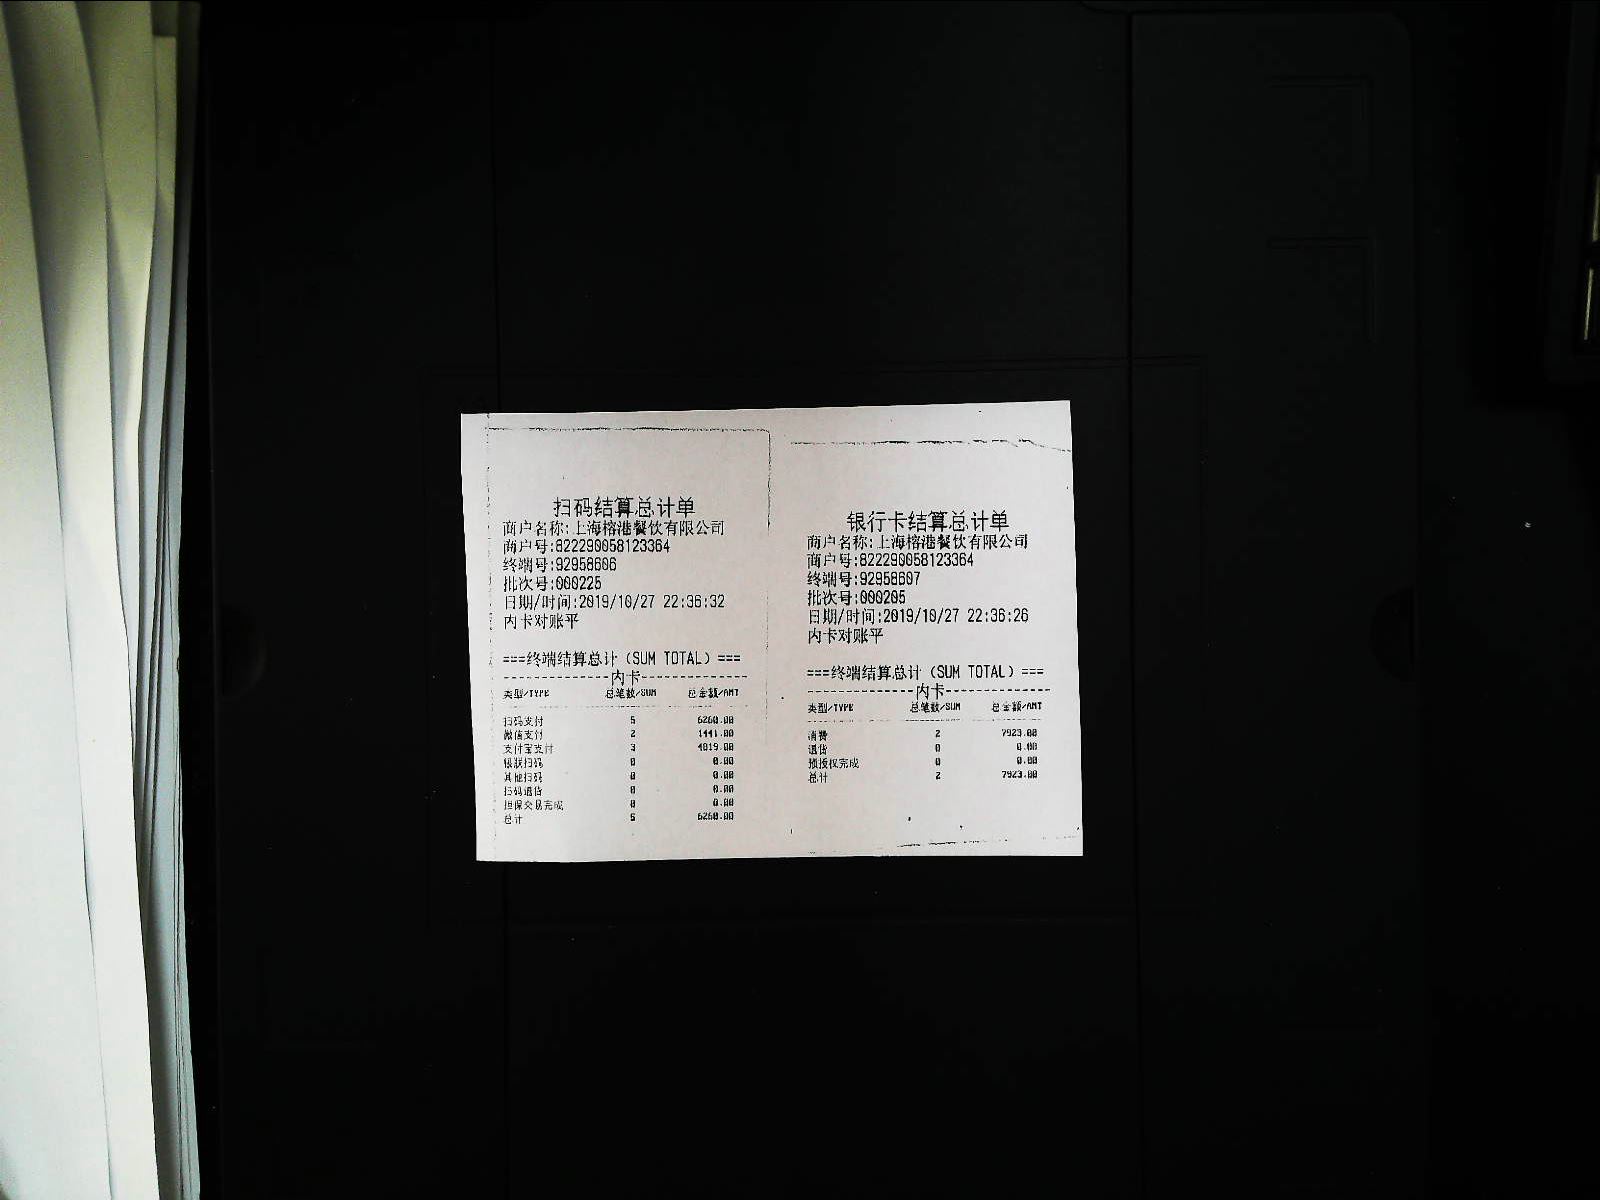 扫码结算总计单
商户名称:上海榕港餐饮有限公司
商户号:822290058123364
终端号:92958606
批次号:000225
日期/时间:2019/10/27 22:36:32
内卡对账平
===终端结算总计（SUM TOTAL）===
内卡
类型/TYPE 总笔数/SUM 总金额/AMT
扫码支付 5 6260.00
微信支付 2 1441.00
支付宝支付 3 4819.00
银联扫码 0 0.00
其他扫码 0 0.00
扫码退货 0 0.00
担保交易完成 0 0.00
总计 5 6260.00
银行卡结算总计单
商户名称:上海榕港餐饮有限公司
商户号:822290058123364
终端号:92958607
批次号:000205
日期/时间:2019/10/27 22:36:26
内卡对账平
===终端结算总计（SUM TOTAL）===
内卡
类型/TYPE 总笔数/SUM 总金额/AMT
消费 2 7923.00
退货 0 0.00
预授权完成 0 0.00
总计 2 7923.00